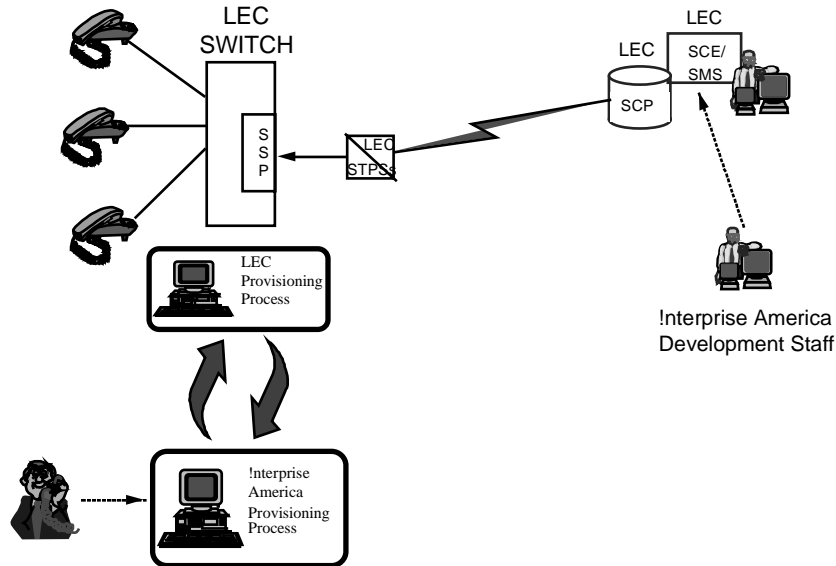 LEC
SWITCH
S
S
P
LEC
STPSs
LEC
SCP
LEC
SCE/
SMS
!nterprise America
Development Staff
LEC
Provisioning
Process
!nterprise
America
Provisioning
Process